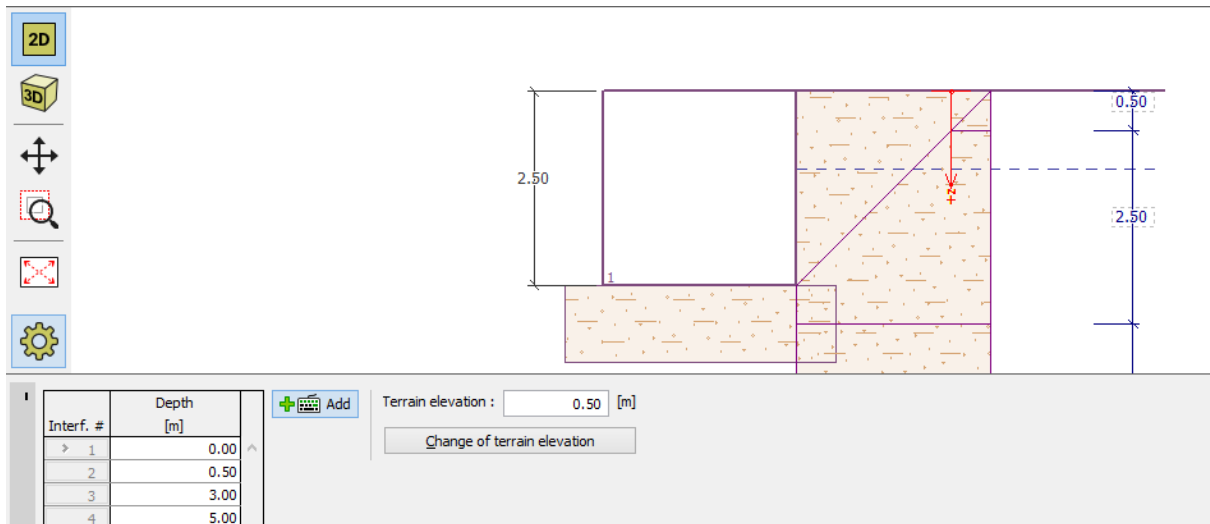 2D
3D
0.50
2.50
2.50
+z
1
Interf. #
Depth
[m]
1 0.00
2 0.50
3 3.00
4 5.00
Add
Terrain elevation : 0.50 [m]
Change of terrain elevation